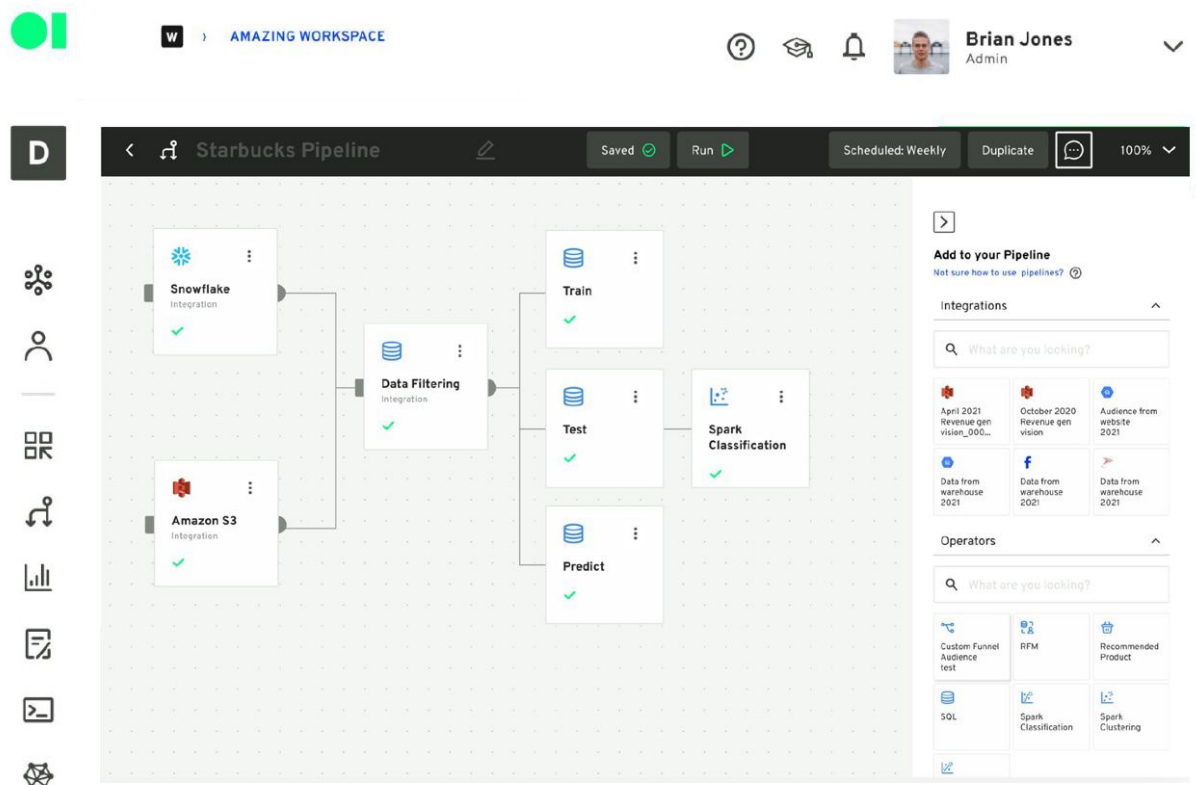 W
AMAZING WORKSPACE
Brian Jones
Admin
D
Starbucks Pipeline
Saved
Run
Scheduled: Weekly
Duplicate
100%
Snowflake
Integration
Amazon S3
Integration
Data Filtering
Integration
Train
Test
Predict
Spark
Classification
Add to your Pipeline
Not sure how to use pipelines?
Integrations
What are you looking?
April 2021
Revenue gen
vision_000...
October 2020
Revenue gen
vision
Audience from
website
2021
Data from
warehouse
2021
Data from
warehouse
2021
Data from
warehouse
2021
Operators
What are you looking?
Custom Funnel
Audience
test
RFM
Recommended
Product
SQL
Spark
Classification
Spark
Clustering